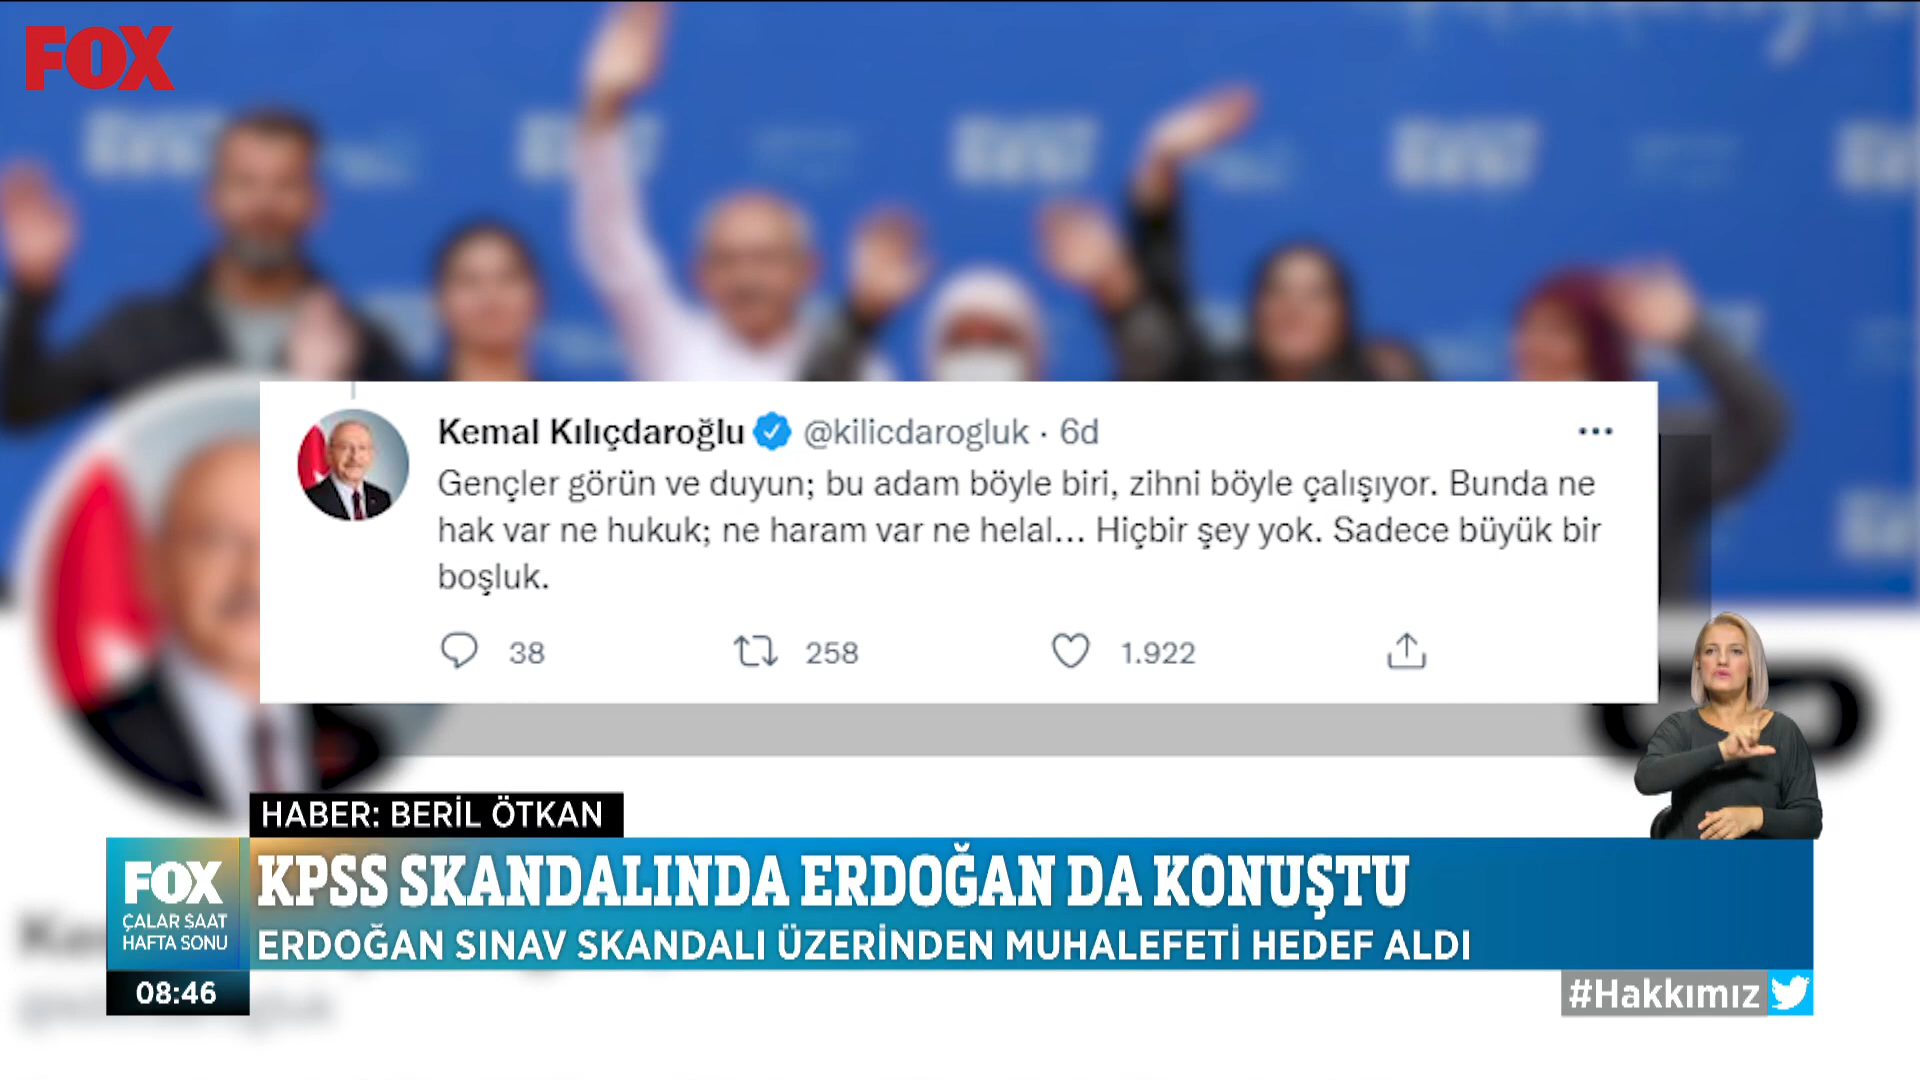 FOX
Kemal Kılıçdaroğlu @kilicdarogluk · 6d
Gençler görün ve duyun; bu adam böyle biri, zihni böyle çalışıyor. Bunda ne
hak var ne hukuk; ne haram var ne helal... Hiçbir şey yok. Sadece büyük bir
boşluk.
38 258 1.922
HABER: BERİL ÖTKAN
FOX
ÇALAR SAAT
HAFTA SONU
KPSS SKANDALINDA ERDOĞAN DA KONUŞTU
ERDOĞAN SINAV SKANDALI ÜZERİNDEN MUHALEFETİ HEDEF ALDI
08:46
#Hakkımız